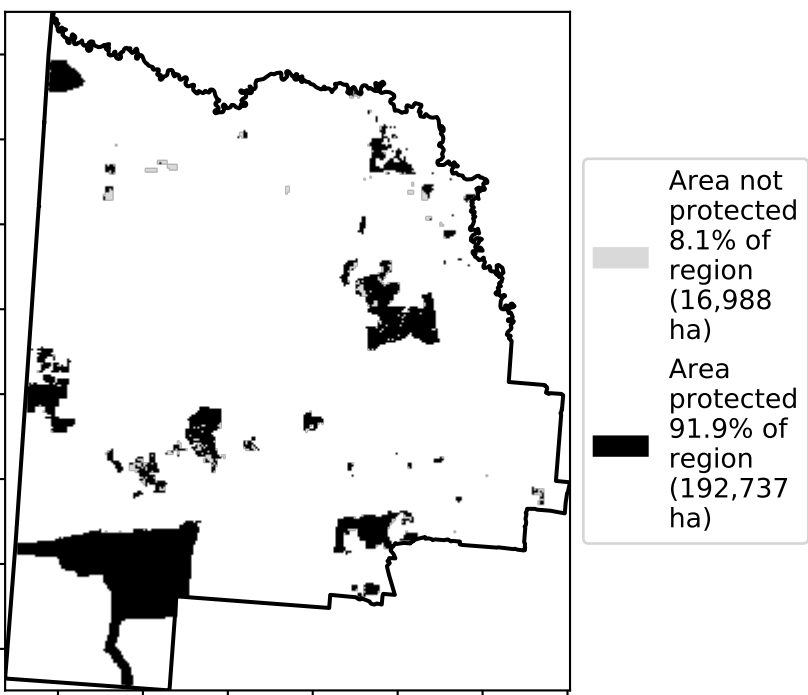 Area not
protected
8.1% of
region
(16,988
ha)
Area
protected
91.9% of
region
(192,737
ha)